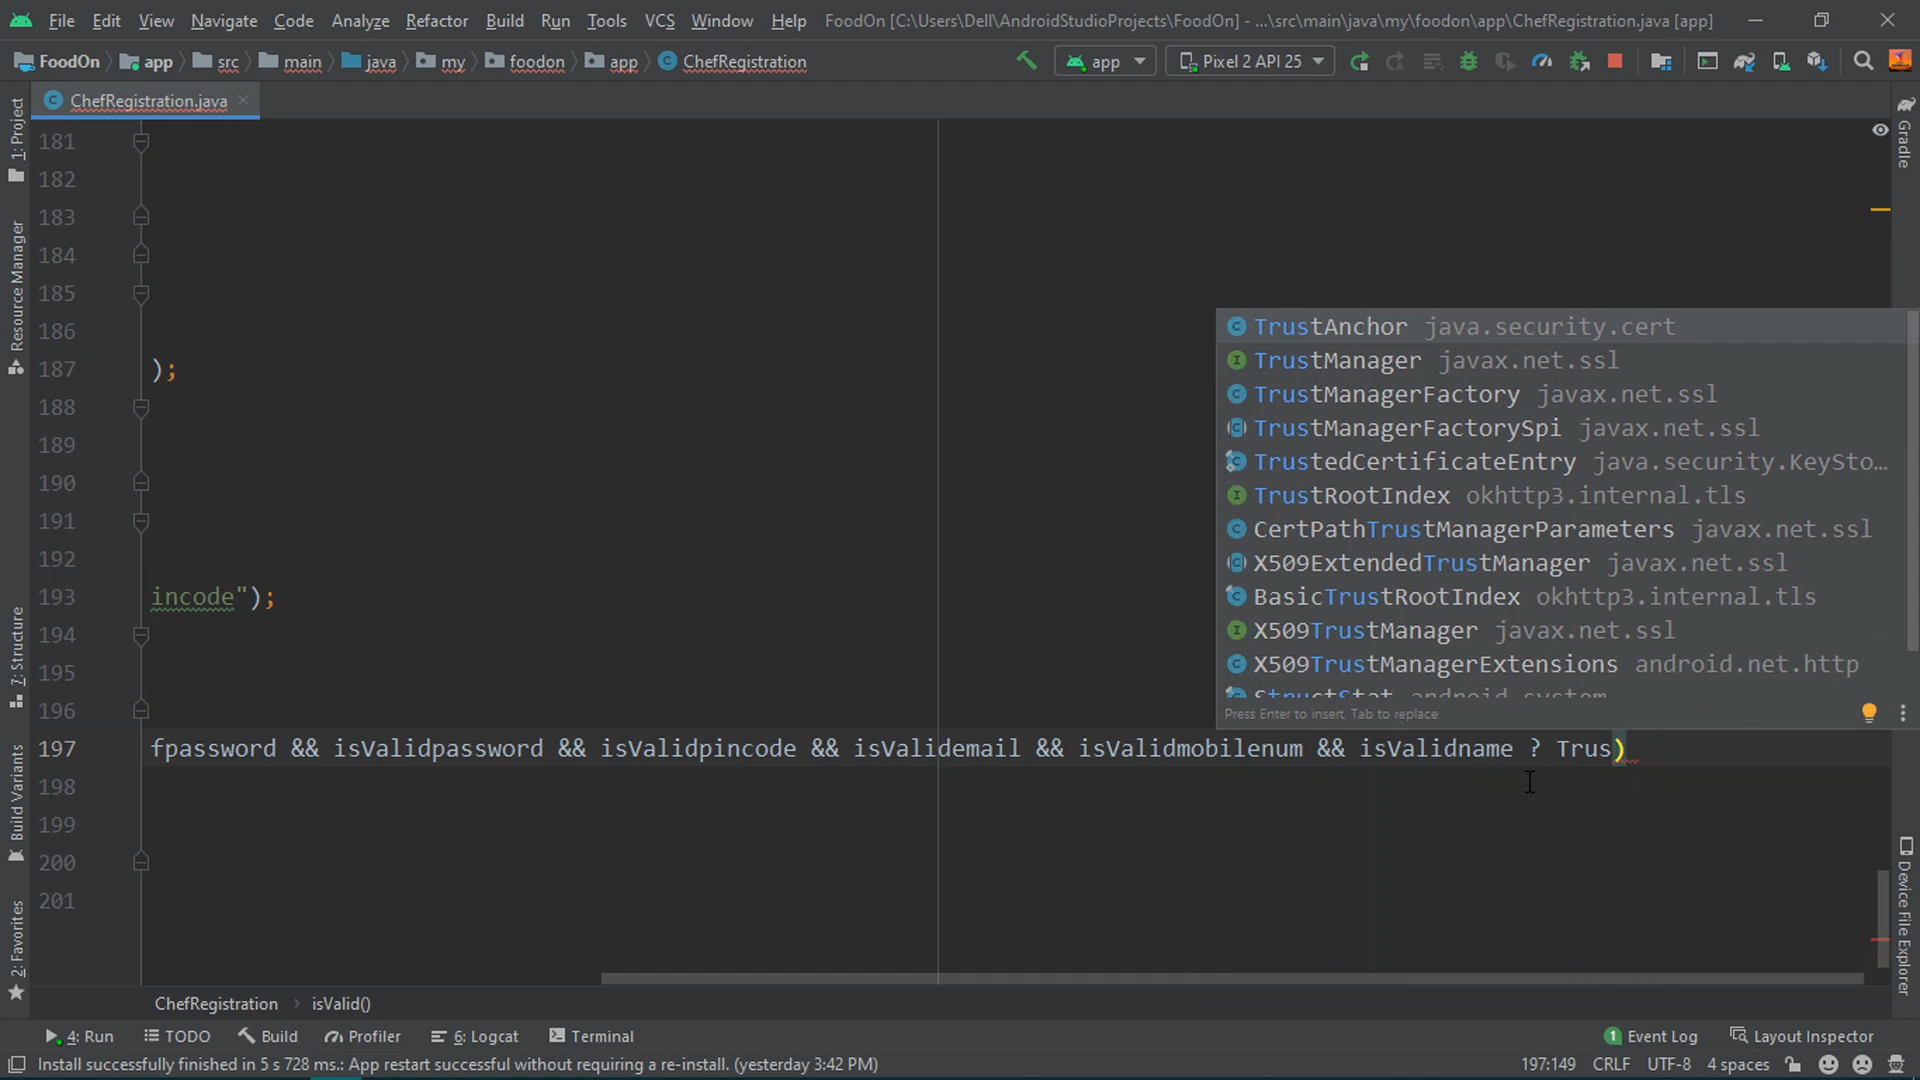 File Edit View Navigate Code Analyze Refactor Build Run Tools VCS Window Help FoodOn [C:\Users\Dell\AndroidStudioProjects\FoodOn] - ...\src\main\java\my\foodon\app\ChefRegistration.java [app]
FoodOn app src main java my foodon app ChefRegistration app Pixel 2 API 25
ChefRegistration.java
1: Project
Resource Manager
7: Structure
Build Variants
2: Favorites
181
182
183
184
185
186
187 );
188
189
190
191
192
193 incode");
194
195
196
197 fpassword && isValidpassword && isValidpincode && isValidemail && isValidmobilenum && isValidname ? Trus)
198
199
200
201
TrustAnchor java.security.cert
TrustManager javax.net.ssl
TrustManagerFactory javax.net.ssl
TrustManagerFactorySpi javax.net.ssl
TrustedCertificateEntry java.security.KeySto...
TrustRootIndex okhttp3.internal.tls
CertPathTrustManagerParameters javax.net.ssl
X509ExtendedTrustManager javax.net.ssl
BasicTrustRootIndex okhttp3.internal.tls
X509TrustManager javax.net.ssl
X509TrustManagerExtensions android.net.http
StructStat android.system
Press Enter to insert, Tab to replace
Gradle
Device File Explorer
ChefRegistration isValid()
4: Run TODO Build Profiler 6: Logcat Terminal 1 Event Log Layout Inspector
Install successfully finished in 5 s 728 ms.: App restart successful without requiring a re-install. (yesterday 3:42 PM) 197:149 CRLF UTF-8 4 spaces